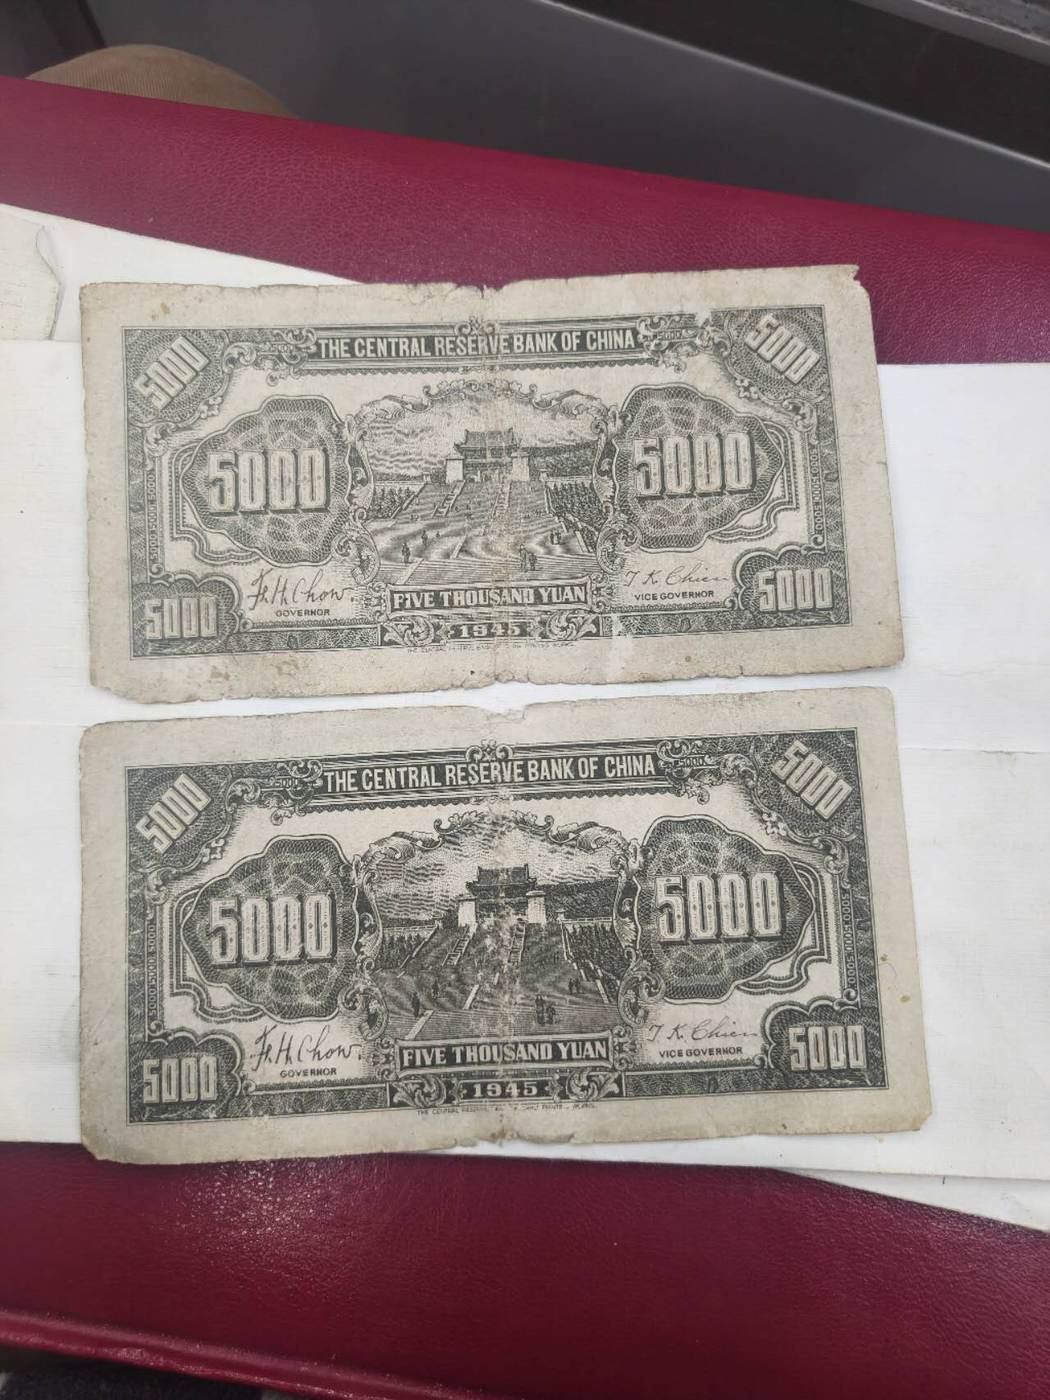 5000 THE CENTRAL RESERVE BANK OF CHINA 5000
5000 5000
F. H. Chow. T. K. Chien
GOVERNOR VICE GOVERNOR
5000 FIVE THOUSAND YUAN 5000
1945
5000 THE CENTRAL RESERVE BANK OF CHINA 5000
5000 5000
F. H. Chow. T. K. Chien
GOVERNOR VICE GOVERNOR
5000 FIVE THOUSAND YUAN 5000
1945